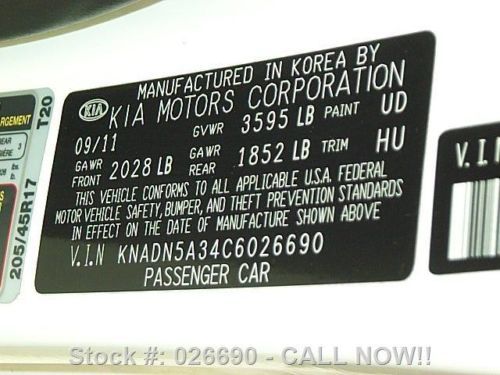 MANUFACTURED IN KOREA BY
KIA KIA MOTORS CORPORATION
09/11 GVWR 3595 LB PAINT UD
GAWR FRONT 2028 LB GAWR REAR 1852 LB TRIM HU
THIS VEHICLE CONFORMS TO ALL APPLICABLE U.S.A. FEDERAL
MOTOR VEHICLE SAFETY, BUMPER, AND THEFT PREVENTION STANDARDS
IN EFFECT ON THE DATE OF MANUFACTURE SHOWN ABOVE.
V.I.N KNADN5A34C6026690
PASSENGER CAR
T20
205/45R17
REAR
3
V.I.N
Stock #: 026690 - CALL NOW!!